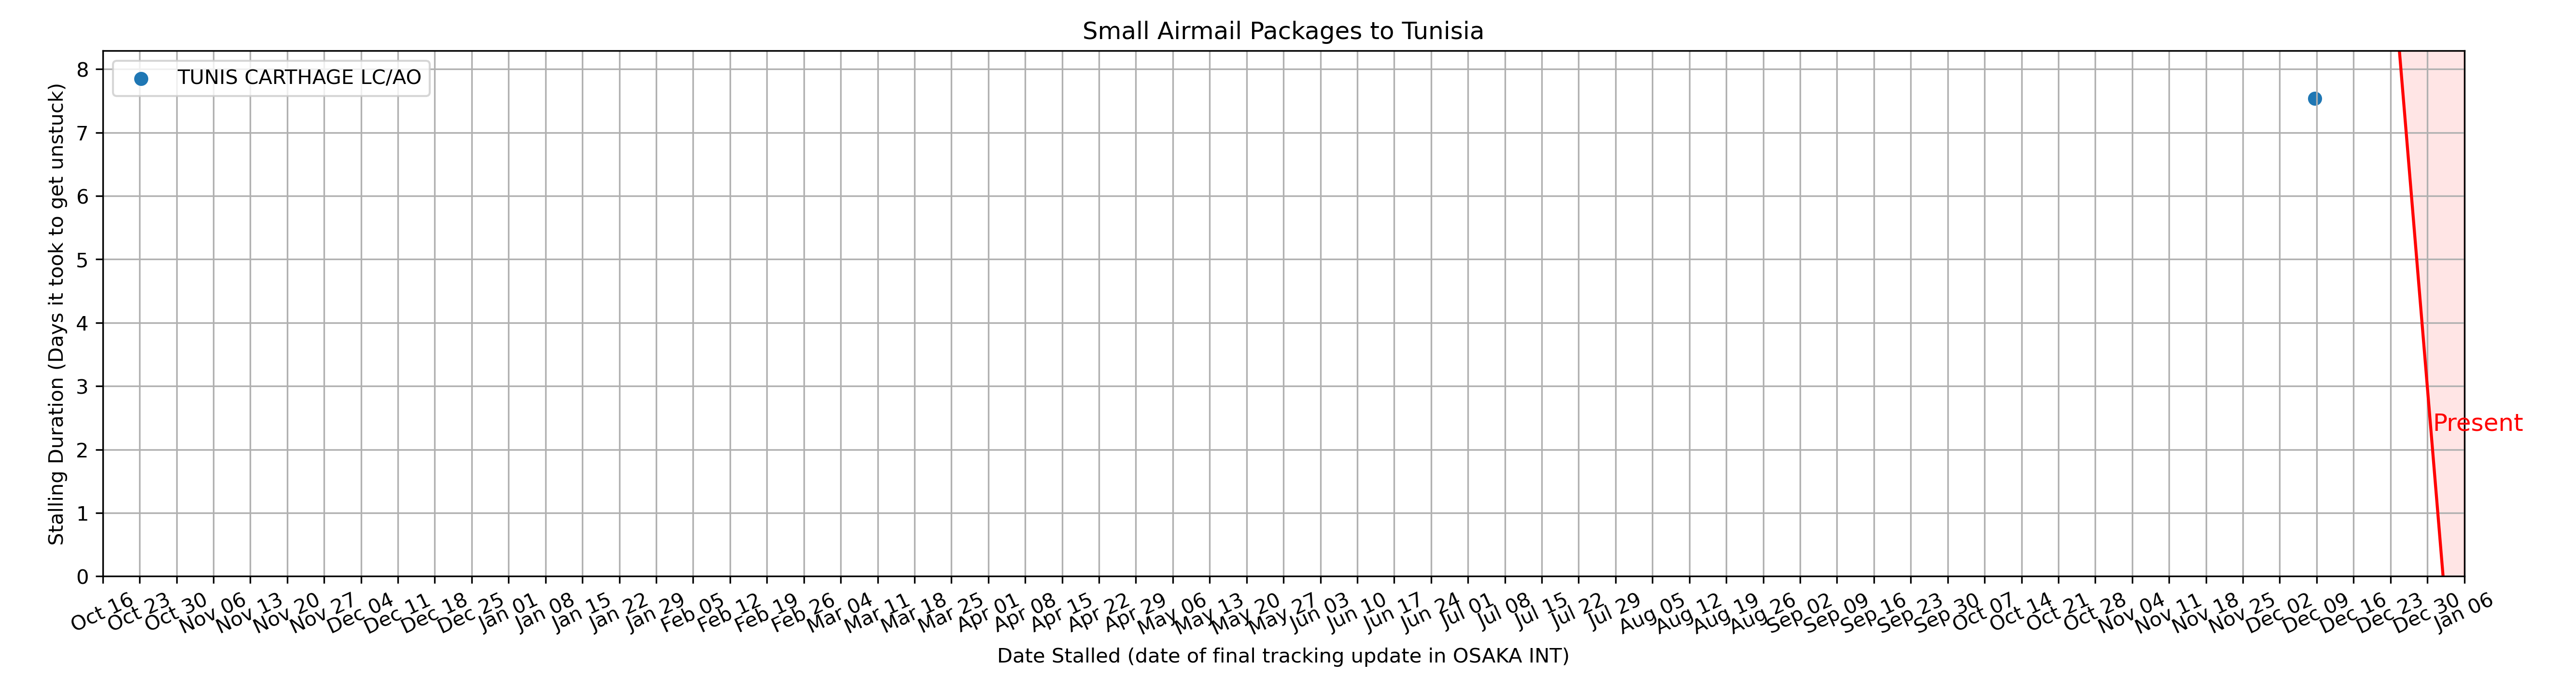 Small Airmail Packages to Tunisia
TUNIS CARTHAGE LC/AO
Stalling Duration (Days it took to get unstuck)
8
7
6
5
4
3
2
1
0
Present
Oct 16 Oct 23 Oct 30 Nov 06 Nov 13 Nov 20 Nov 27 Dec 04 Dec 11 Dec 18 Dec 25 Jan 01 Jan 08 Jan 15 Jan 22 Jan 29 Feb 05 Feb 12 Feb 19 Feb 26 Mar 04 Mar 11 Mar 18 Mar 25 Apr 01 Apr 08 Apr 15 Apr 22 Apr 29 May 06 May 13 May 20 May 27 Jun 03 Jun 10 Jun 17 Jun 24 Jul 01 Jul 08 Jul 15 Jul 22 Jul 29 Aug 05 Aug 12 Aug 19 Aug 26 Sep 02 Sep 09 Sep 16 Sep 23 Sep 30 Oct 07 Oct 14 Oct 21 Oct 28 Nov 04 Nov 11 Nov 18 Nov 25 Dec 02 Dec 09 Dec 16 Dec 23 Dec 30 Jan 06
Date Stalled (date of final tracking update in OSAKA INT)